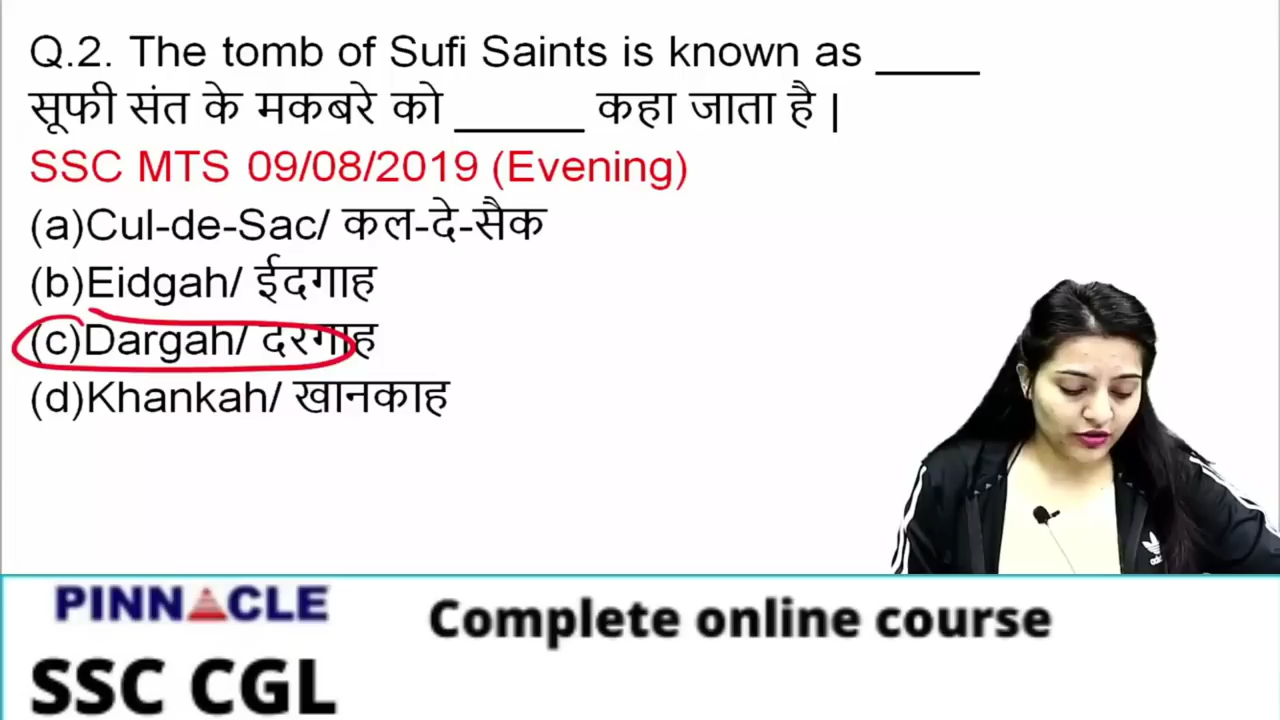 Q.2. The tomb of Sufi Saints is known as ____
सूफी संत के मकबरे को _____ कहा जाता है |
SSC MTS 09/08/2019 (Evening)
(a)Cul-de-Sac/ कल-दे-सैक
(b)Eidgah/ ईदगाह
(c)Dargah/ दरगाह
(d)Khankah/ खानकाह
PINNACLE
Complete online course
SSC CGL